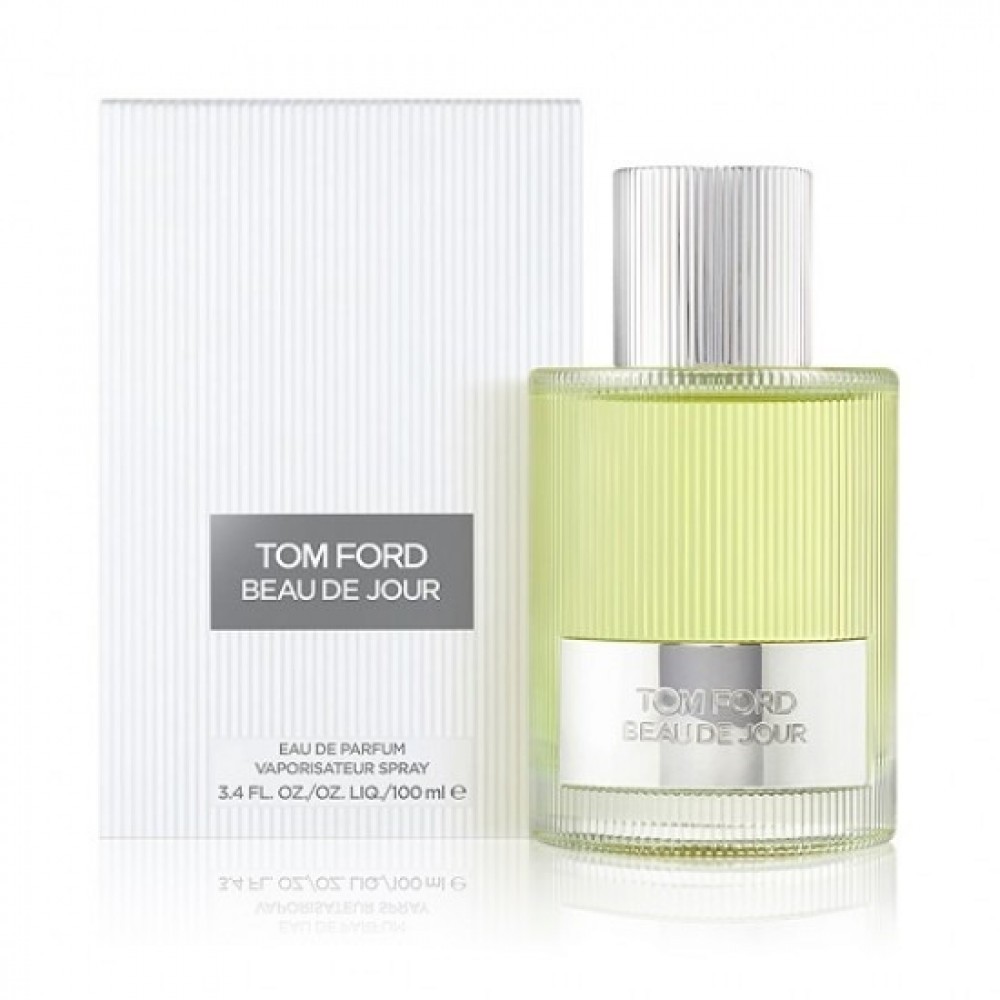 TOM FORD
BEAU DE JOUR
EAU DE PARFUM
VAPORISATEUR SPRAY
3.4 FL. OZ./OZ. LIQ./100 ml ℮
TOM FORD
BEAU DE JOUR